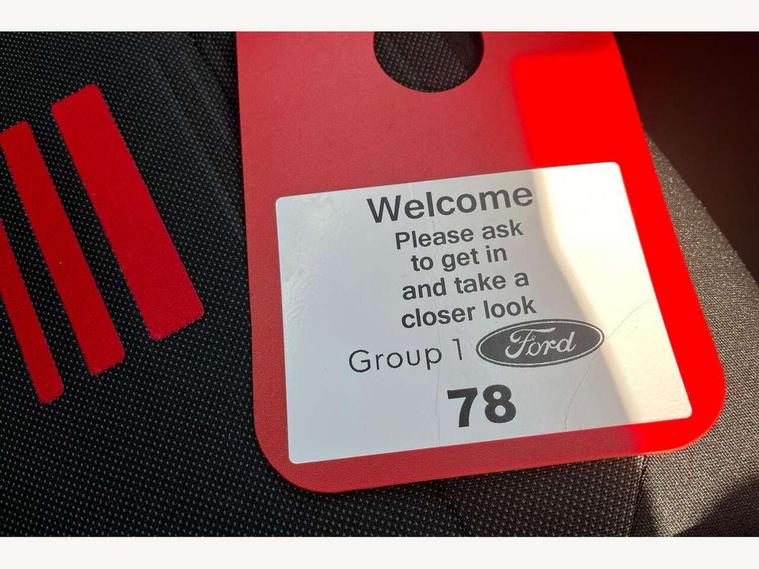 Welcome
Please ask
to get in
and take a
closer look
Group 1 Ford
78